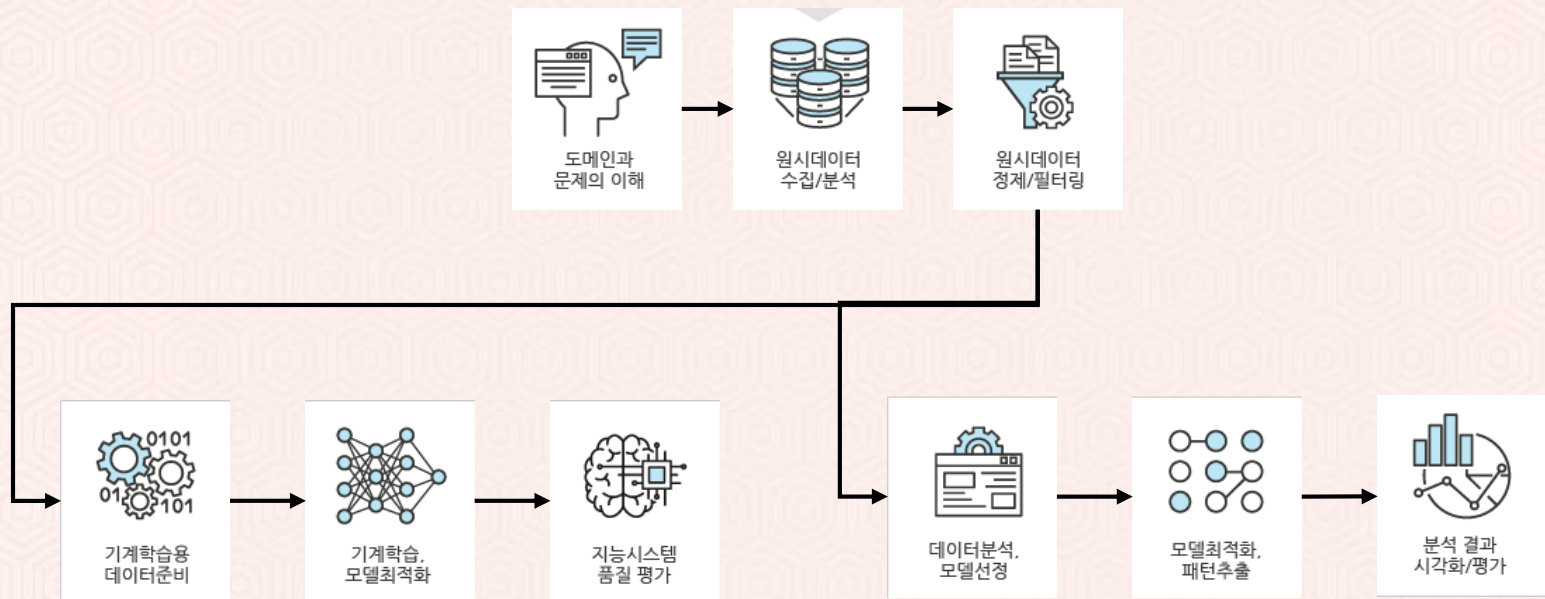 도메인과
문제의 이해
원시데이터
수집/분석
원시데이터
정제/필터링
0101
01
101
기계학습용
데이터준비
기계학습,
모델최적화
지능시스템
품질 평가
데이터분석,
모델선정
모델최적화,
패턴추출
분석 결과
시각화/평가